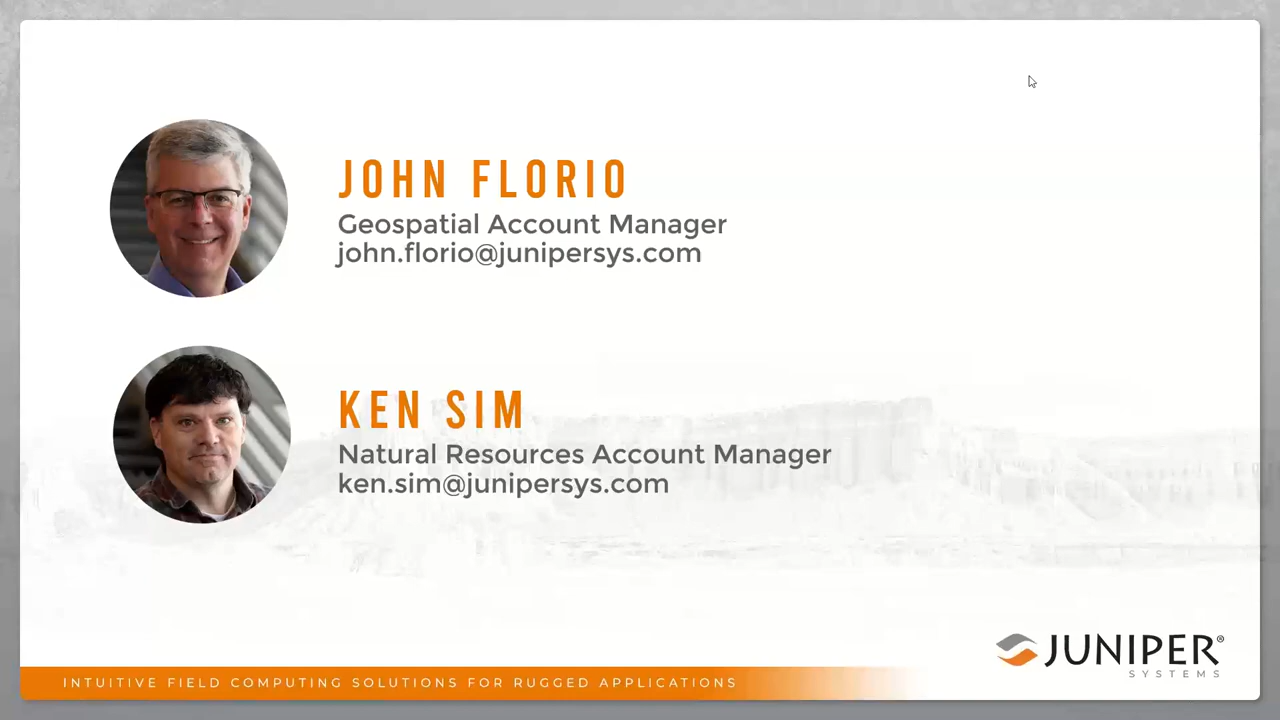 JOHN FLORIO
Geospatial Account Manager
john.florio@junipersys.com
KEN SIM
Natural Resources Account Manager
ken.sim@junipersys.com
JUNIPER®
SYSTEMS
INTUITIVE FIELD COMPUTING SOLUTIONS FOR RUGGED APPLICATIONS